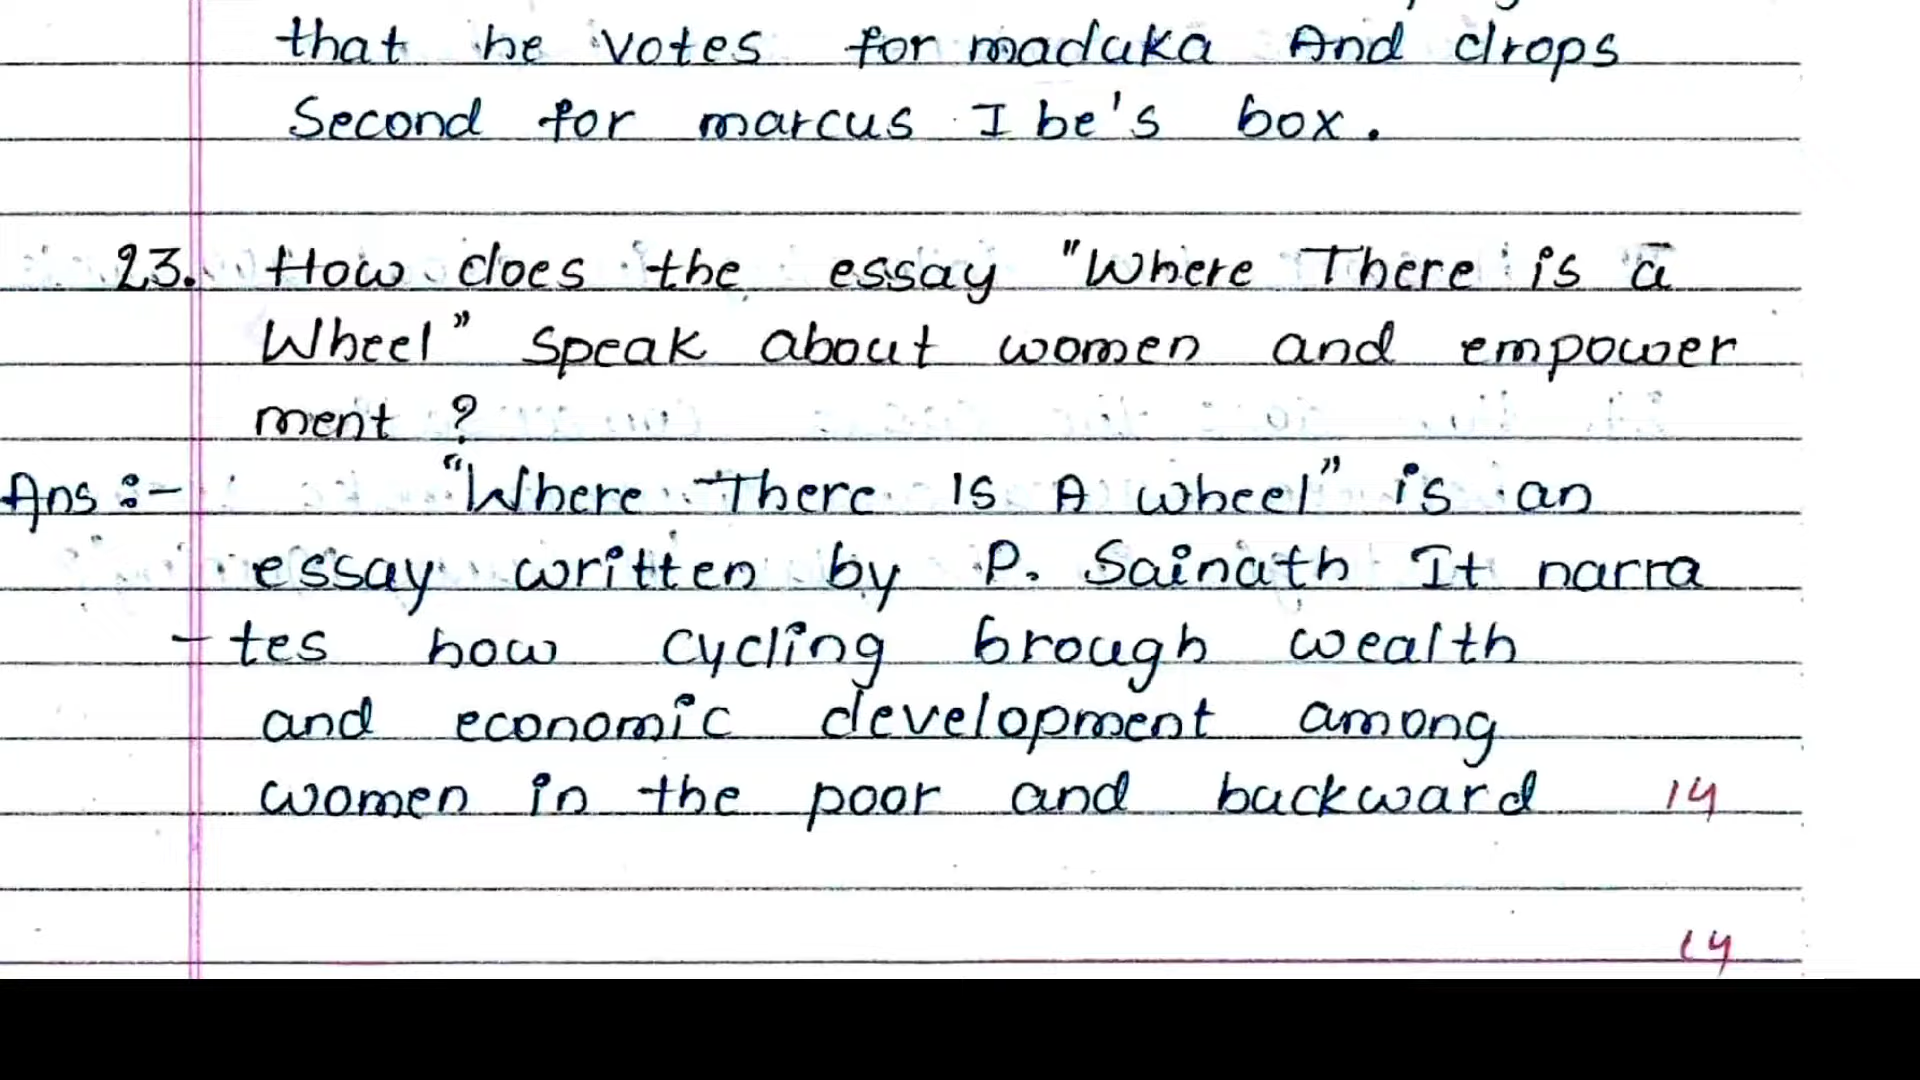 that he votes for maduka And drops
Second for marcus Ibe's box.
23. How does the essay "Where There is a
Wheel" speak about women and empower
ment ?
Ans :- "Where There Is A wheel" is an
essay written by P. Sainath It narra
-tes how cycling brough wealth
and economic development among
women in the poor and backward 14
14